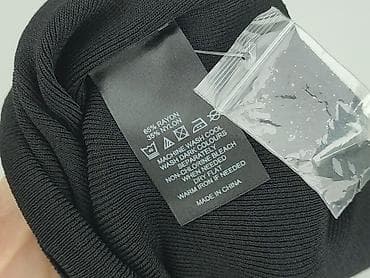 65% RAYON
35% NYLON
MACHINE WASH COOL
WASH DARK COLOURS
SEPARATELY
NON-CHLORINE BLEACH
WHEN NEEDED
DRY FLAT
WARM IRON IF NEEDED
MADE IN CHINA